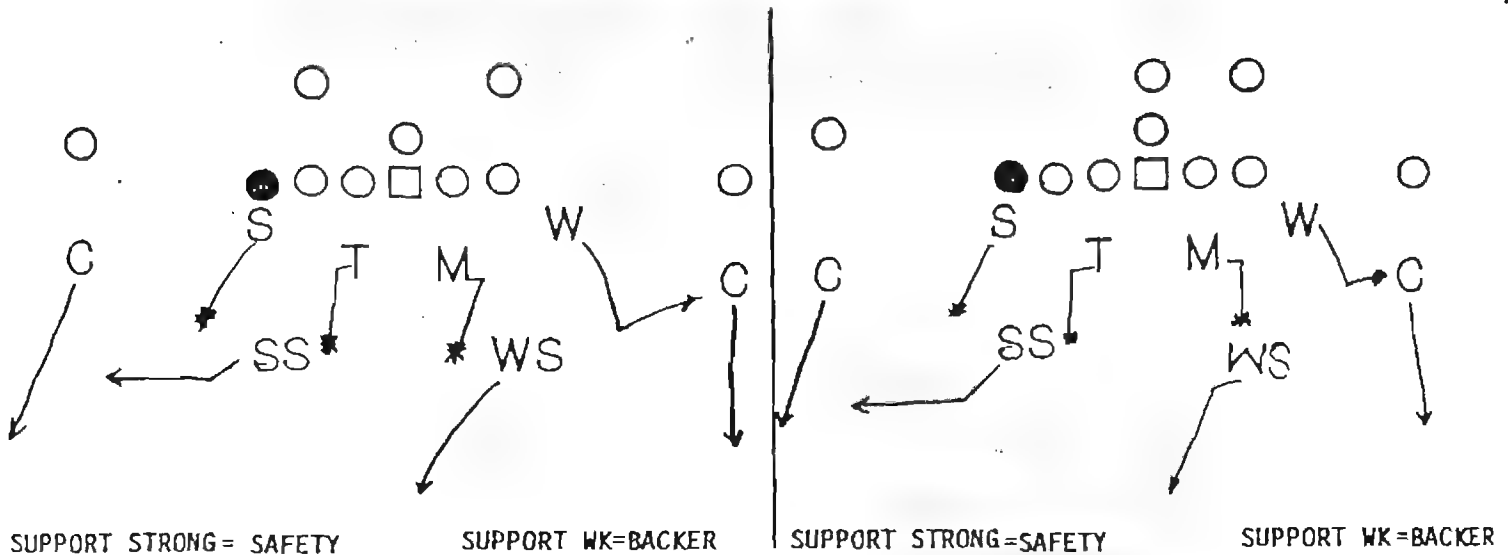 S
W
C
T
M
C
SS
WS
SUPPORT STRONG= SAFETY
SUPPORT WK=BACKER
S
W
C
T
M
C
SS
WS
SUPPORT STRONG=SAFETY
SUPPORT WK=BACKER